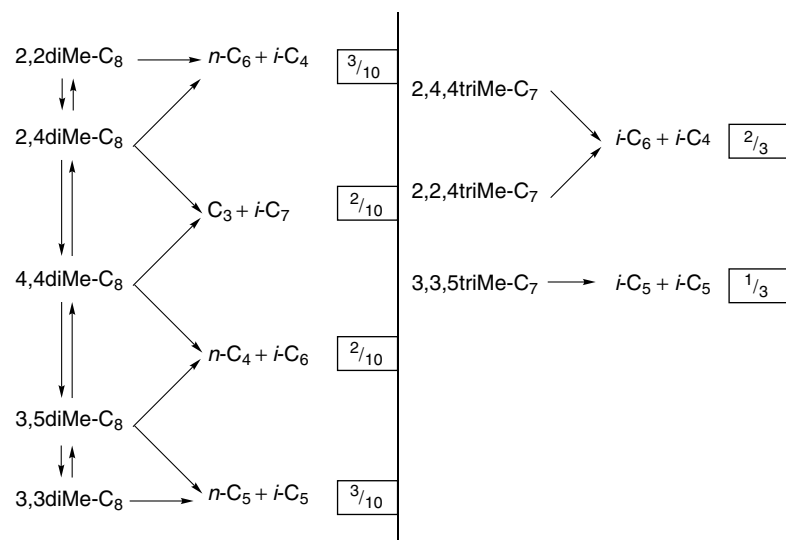 2,2diMe-C₈
n-C₆ + i-C₄
3/10
2,4diMe-C₈
C₃ + i-C₇
2/10
4,4diMe-C₈
n-C₄ + i-C₆
2/10
3,5diMe-C₈
3,3diMe-C₈
n-C₅ + i-C₅
3/10
2,4,4triMe-C₇
i-C₆ + i-C4
2/3
2,2,4triMe-C₇
3,3,5triMe-C₇
i-C₅ + i-C₅
1/3